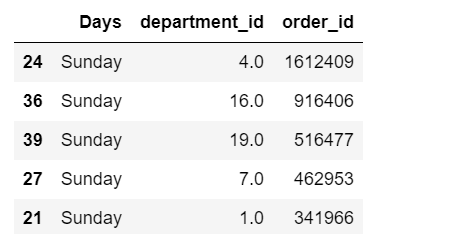 Days department_id order_id
24 Sunday 4.0 1612409
36 Sunday 16.0 916406
39 Sunday 19.0 516477
27 Sunday 7.0 462953
21 Sunday 1.0 341966